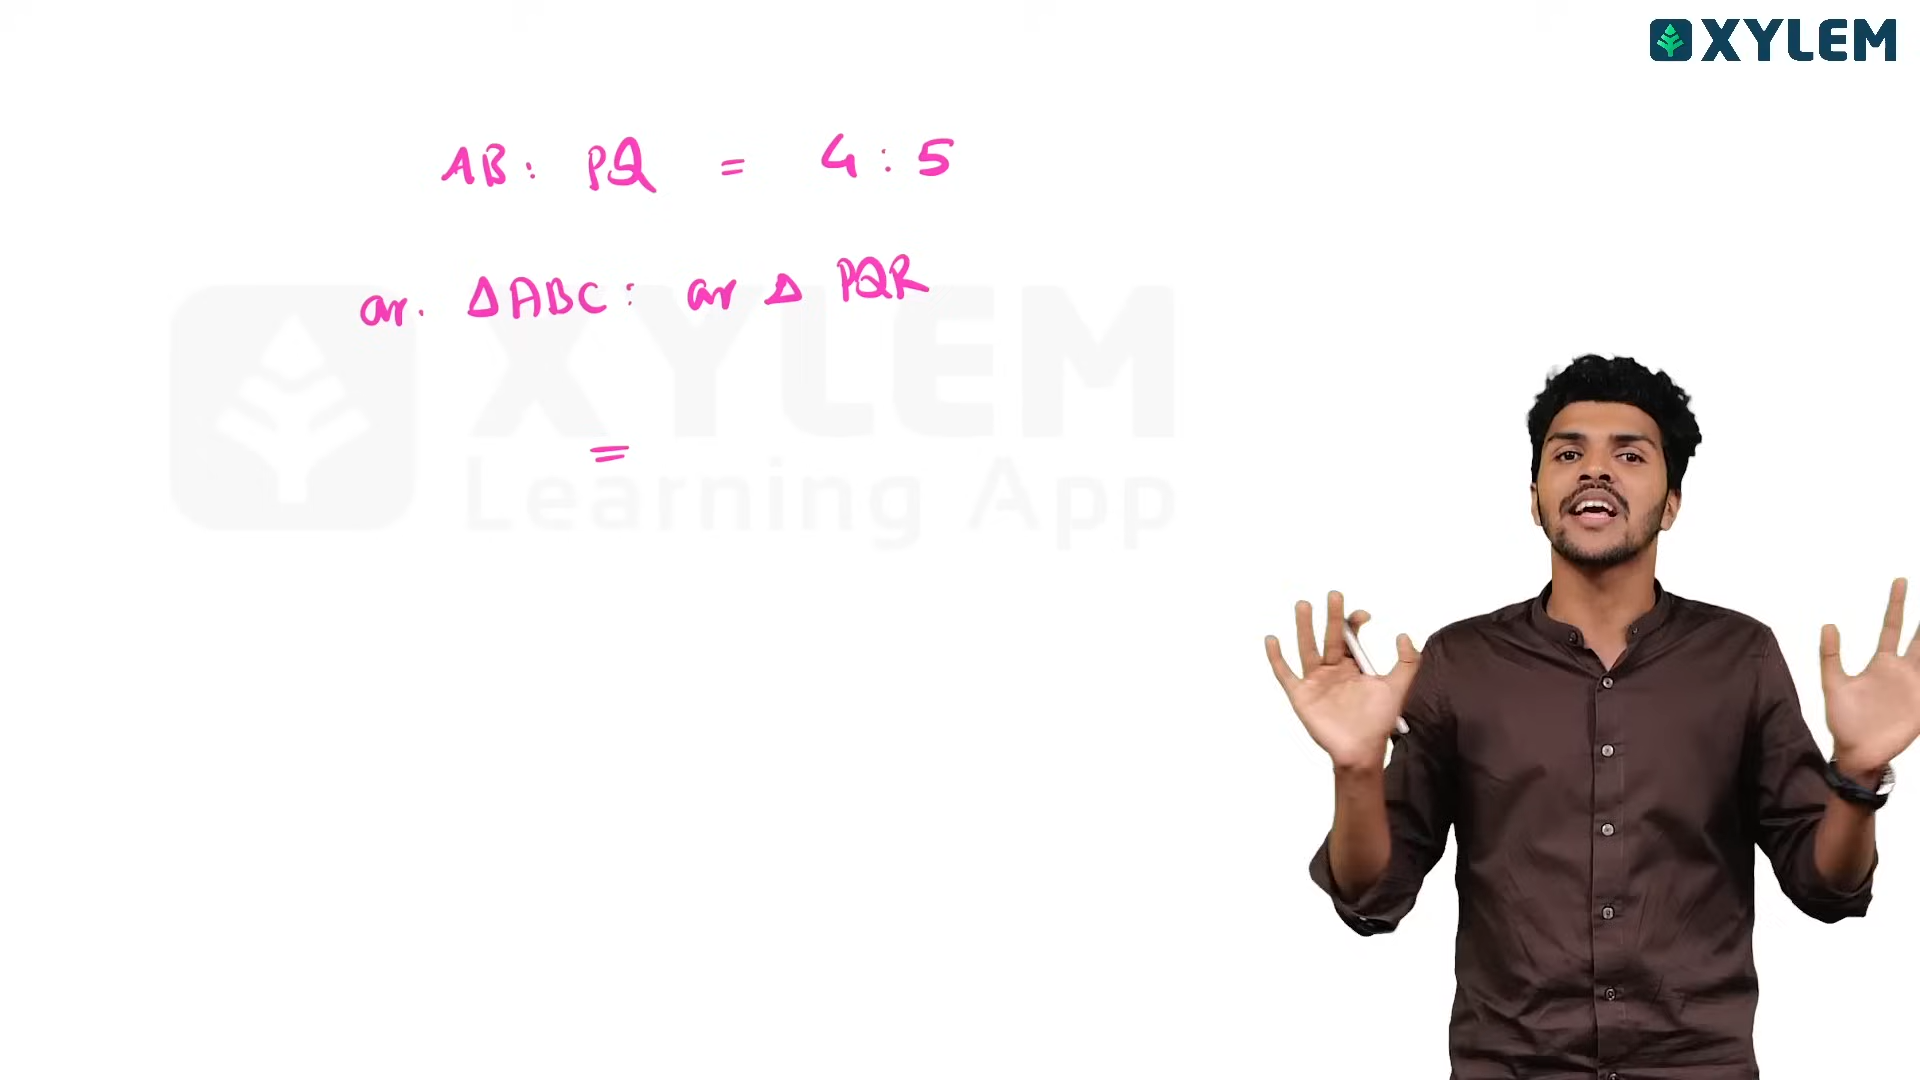 XYLEM
AB : PQ = 4 : 5
ar. ΔABC : ar Δ PQR
=
XYLEM
Learning App